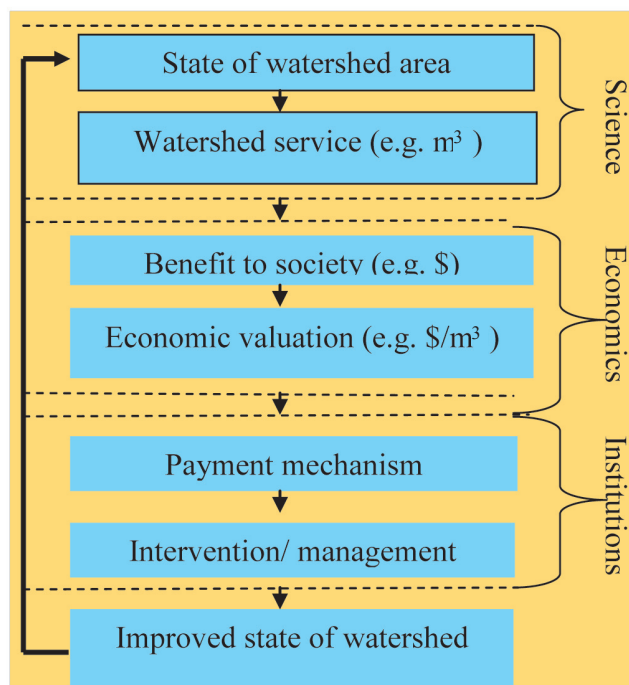 State of watershed area
Watershed service (e.g. m³ )
Science
Benefit to society (e.g. $)
Economic valuation (e.g. $/m³ )
Economics
Payment mechanism
Intervention/ management
Institutions
Improved state of watershed